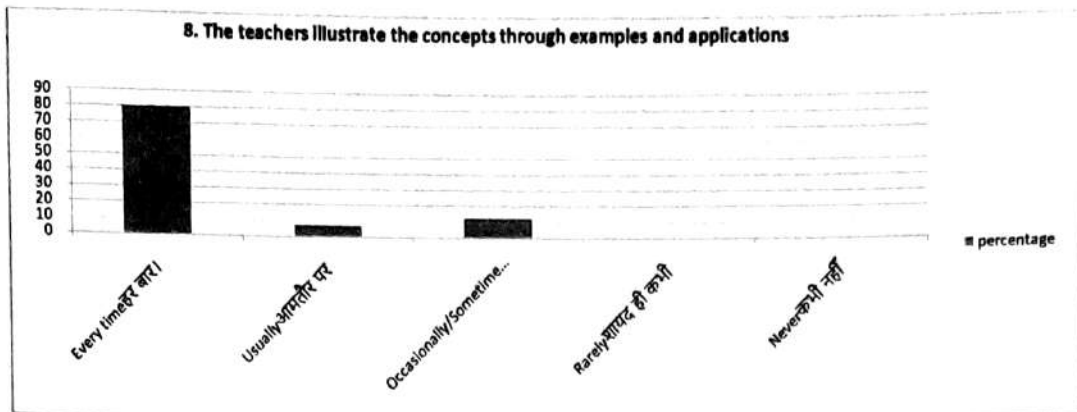 8. The teachers illustrate the concepts through examples and applications
90
80
70
60
50
40
30
20
10
0
Every timeहर बार।
Usuallyआमतौर पर
Occasionally/Sometime...
Rarelyशायद ही कभी
Neverकभी नहीं
percentage